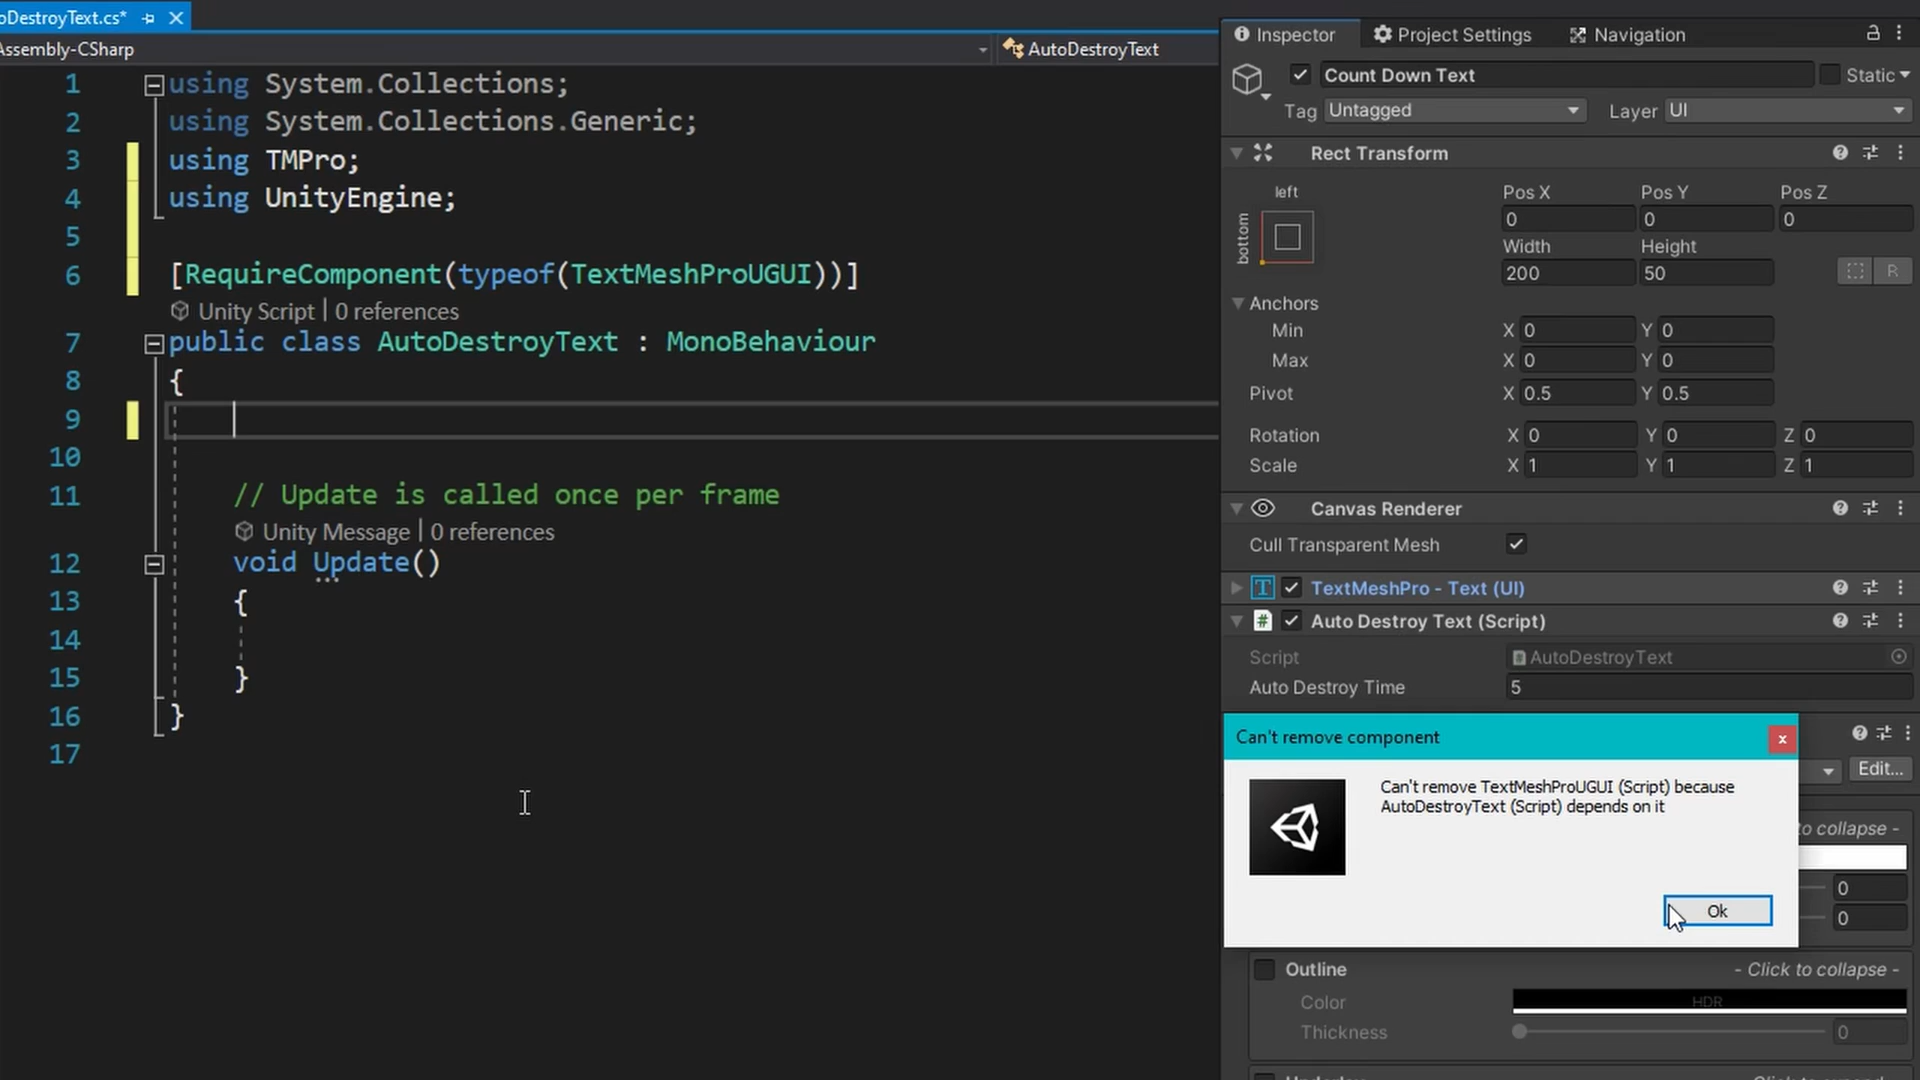 oDestroyText.cs*
Assembly-CSharp
AutoDestroyText
1 using System.Collections;
2 using System.Collections.Generic;
3 using TMPro;
4 using UnityEngine;
5
6 [RequireComponent(typeof(TextMeshProUGUI))]
Unity Script | 0 references
7 public class AutoDestroyText : MonoBehaviour
8 {
9
10
11 // Update is called once per frame
Unity Message | 0 references
12 void Update()
13 {
14
15 }
16 }
17
Inspector Project Settings Navigation
Count Down Text Static
Tag Untagged Layer UI
Rect Transform
left Pos X Pos Y Pos Z
bottom 0 0 0
Width Height
200 50 R
Anchors
Min X 0 Y 0
Max X 0 Y 0
Pivot X 0.5 Y 0.5
Rotation X 0 Y 0 Z 0
Scale X 1 Y 1 Z 1
Canvas Renderer
Cull Transparent Mesh
TextMeshPro - Text (UI)
# Auto Destroy Text (Script)
Script AutoDestroyText
Auto Destroy Time 5
Can't remove component x
Edit...
Can't remove TextMeshProUGUI (Script) because
AutoDestroyText (Script) depends on it
to collapse -
0
Ok
0
Outline - Click to collapse -
Color HDR
Thickness 0